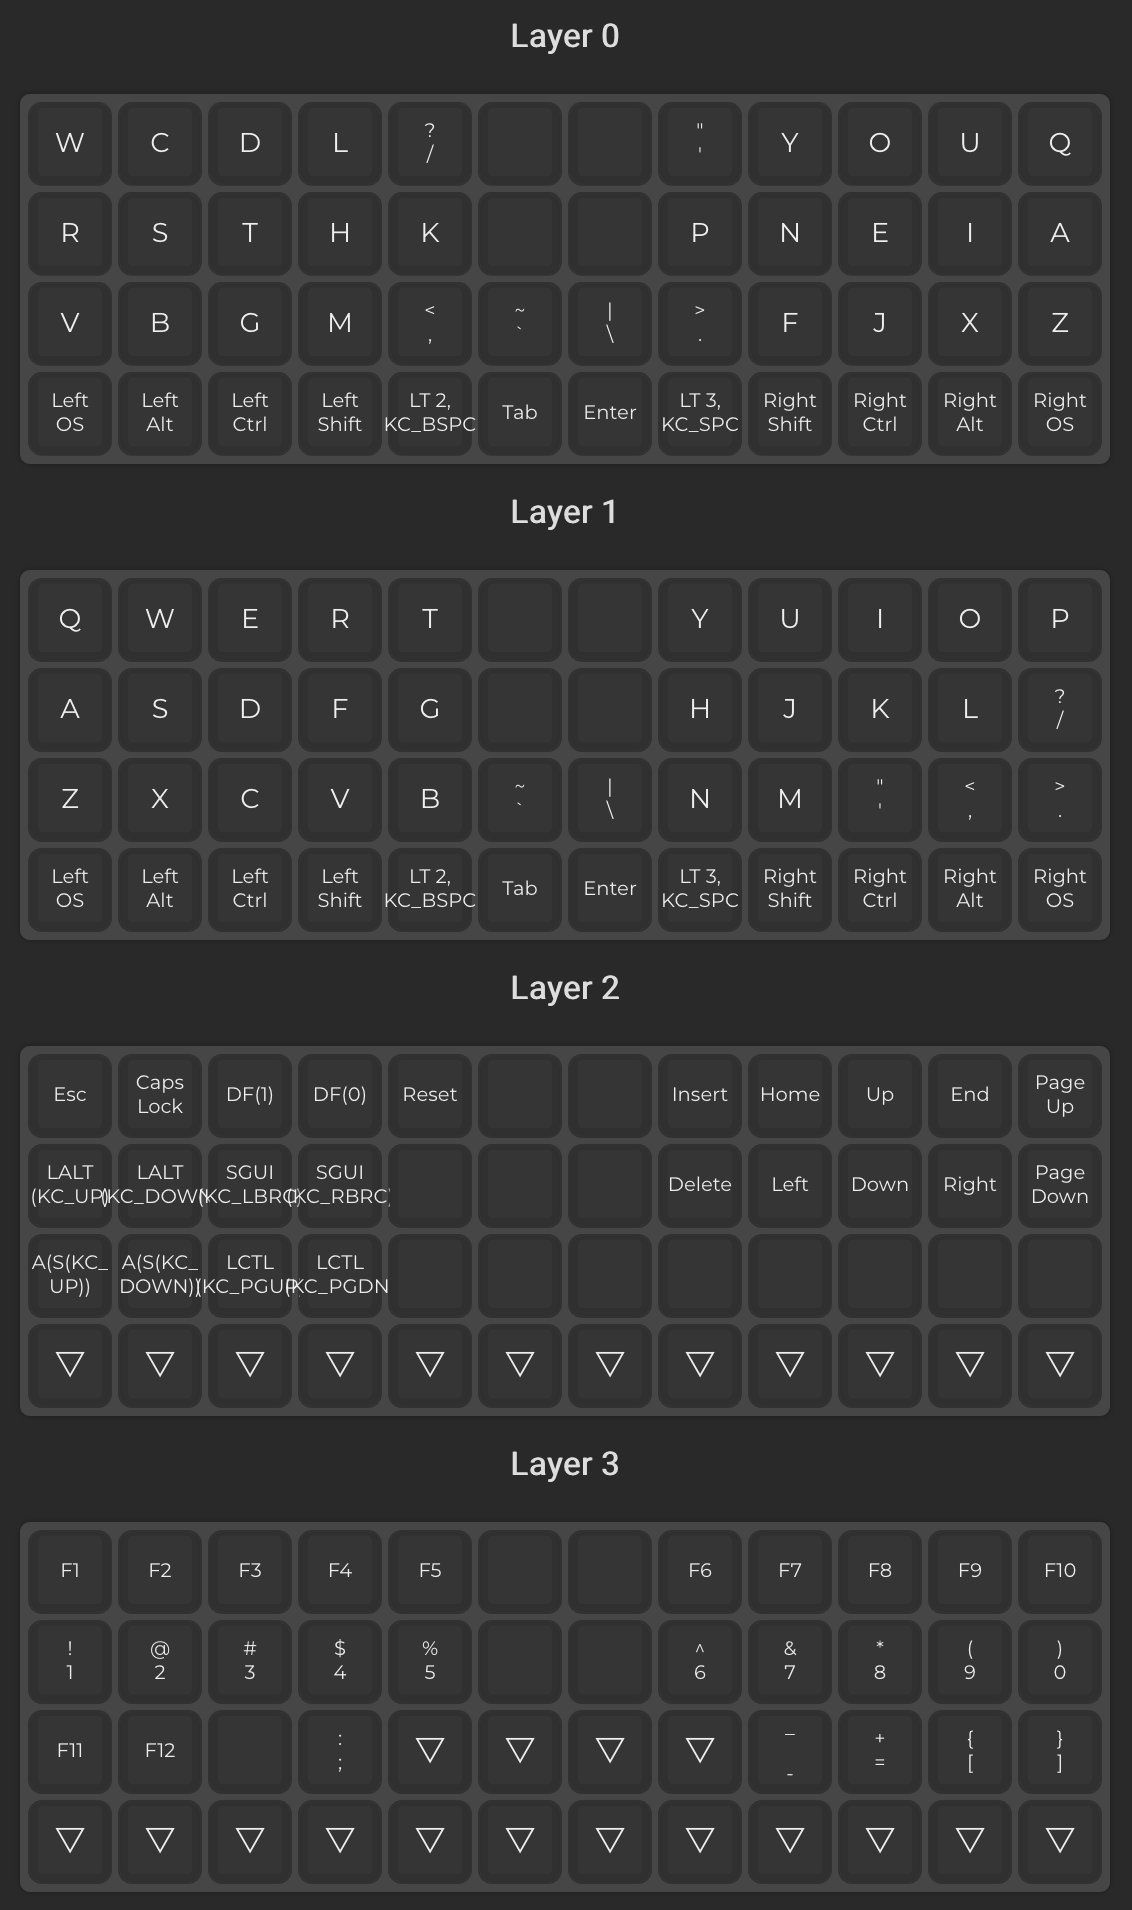 Layer 0
W C D L ? " Y O U Q
/ '
R S T H K P N E I A
V B G M < ~ | > F J X Z
, ` \ .
Left Left Left Left LT 2, Tab Enter LT 3, Right Right Right Right
OS Alt Ctrl Shift KC_BSPC KC_SPC Shift Ctrl Alt OS
Layer 1
Q W E R T Y U I O P
A S D F G H J K L ?
/
Z X C V B ~ | N M " < >
` \ ' , .
Left Left Left Left LT 2, Tab Enter LT 3, Right Right Right Right
OS Alt Ctrl Shift KC_BSPC KC_SPC Shift Ctrl Alt OS
Layer 2
Esc Caps DF(1) DF(0) Reset Insert Home Up End Page
Lock Up
LALT LALT SGUI SGUI Delete Left Down Right Page
(KC_UP) (KC_DOWN) (KC_LBRC) (KC_RBRC) Down
A(S(KC_ A(S(KC_ LCTL LCTL
UP)) DOWN)) (KC_PGUP) (KC_PGDN
Layer 3
F1 F2 F3 F4 F5 F6 F7 F8 F9 F10
! @ # $ % ^ & * ( )
1 2 3 4 5 6 7 8 9 0
F11 F12 : _ + { }
; - = [ ]